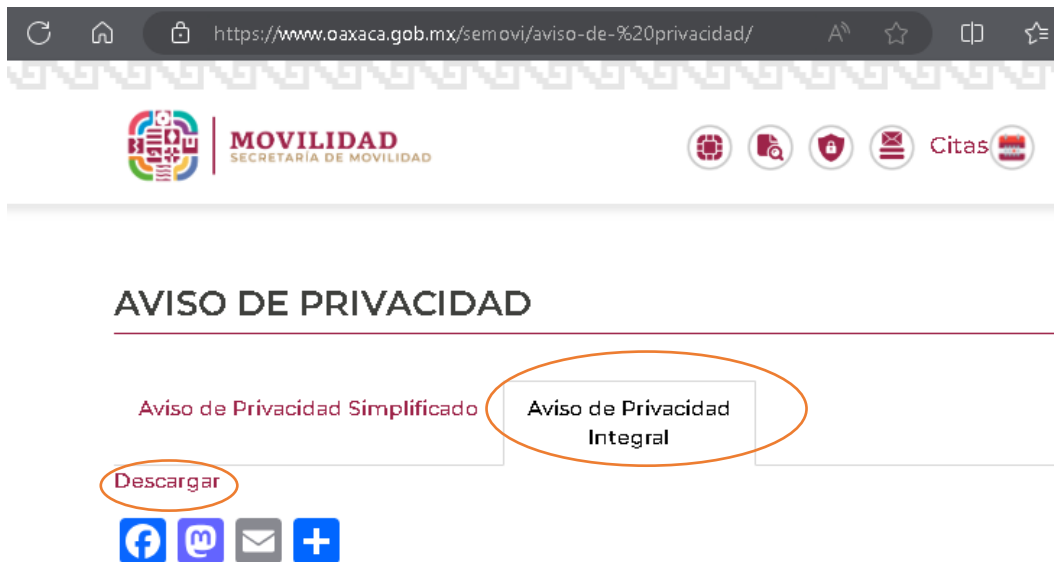 https://www.oaxaca.gob.mx/semovi/aviso-de-%20privacidad/
MOVILIDAD
SECRETARÍA DE MOVILIDAD
Citas
AVISO DE PRIVACIDAD
Aviso de Privacidad Simplificado
Aviso de Privacidad
Integral
Descargar